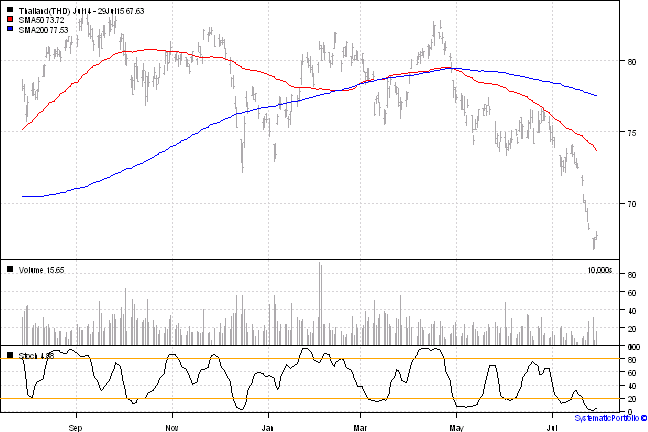 Thailand(THD) Jul14 - 29Jul15 67.63
SMA50 73.72
SMA200 77.53
80
75
70
Volume 15.65
10,000s
80
60
40
20
0
Stoch 4.98
100
80
60
40
20
0
Sep
Nov
Jan
Mar
May
Jul
SystematicPortfolio ©